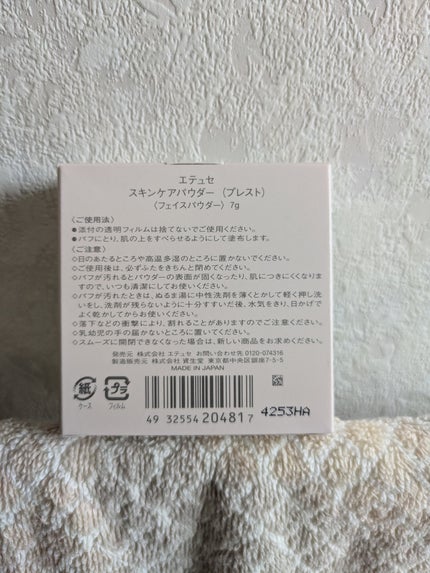 エテュセ
スキンケアパウダー（プレスト）
〈フェイスパウダー〉7g
〈ご使用法〉
●添付の透明フィルムは捨てないでご使用ください。
●パフにとり、肌の上をすべらせるようにして塗布します。
〈ご注意〉
◇日のあたるところや高温多湿のところに置かないでください。
◇ご使用後は、必ずふたをきちんと閉めてください。
◇パフが汚れるとパウダーの表面が固くなったり、肌につきにくくなりま
すので、いつも清潔にしてお使いください。
◇パフが汚れたときは、ぬるま湯に中性洗剤を薄くとかして軽く押し洗
いをし、洗剤が残らないように十分すすいだ後、水気をきり、日かげで
よく乾かしてからお使いください。
◇落下などの衝撃により、割れることがありますのでご注意ください。
◇乳幼児の手の届かないところに置いてください。
◇スムーズに開閉できなくなった場合は、新しい商品をお求めください。
発売元 株式会社 エテュセ お問い合わせ先 0120-074316
製造販売元 株式会社 資生堂 東京都中央区銀座7-5-5
MADE IN JAPAN
紙 プラ
ケース フィルム
4 932554 204817
4253HA